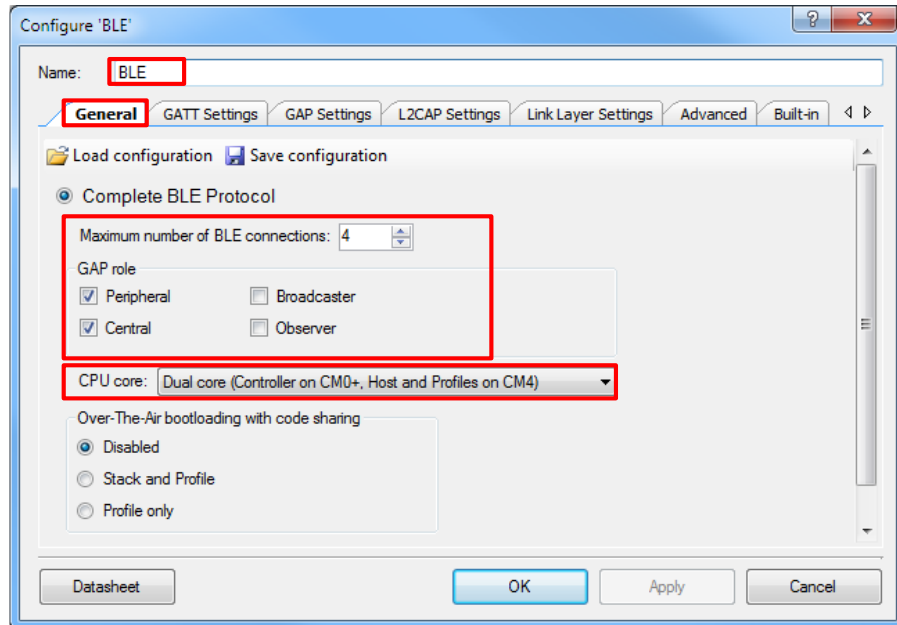 Configure 'BLE'
Name: BLE
General GATT Settings GAP Settings L2CAP Settings Link Layer Settings Advanced Built-in
Load configuration Save configuration
Complete BLE Protocol
Maximum number of BLE connections: 4
GAP role
Peripheral Broadcaster
Central Observer
CPU core: Dual core (Controller on CM0+, Host and Profiles on CM4)
Over-The-Air bootloading with code sharing
Disabled
Stack and Profile
Profile only
Datasheet OK Apply Cancel